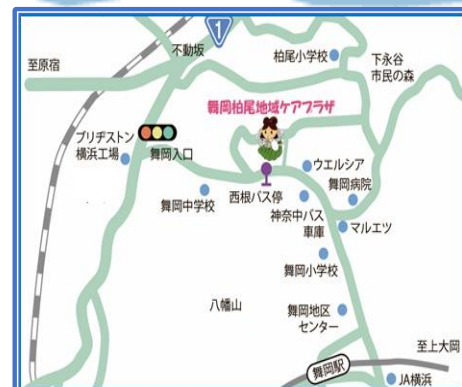 1
不動坂
柏尾小学校
下永谷
市民の森
至原宿
舞岡柏尾地域ケアプラザ
ブリヂストン
横浜工場
舞岡入口
ウエルシア
舞岡病院
舞岡中学校
西根バス停
神奈中バス
車庫
マルエツ
舞岡小学校
八幡山
舞岡地区
センター
至上大岡
舞岡駅
JA横浜